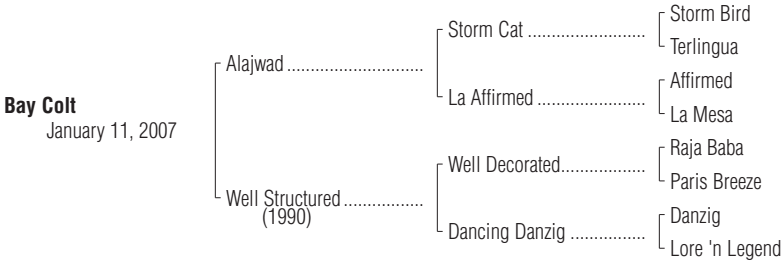 Storm Bird
Storm Cat ........................
Terlingua
Alajwad .............................
Affirmed
La Affirmed .......................
La Mesa
Bay Colt
January 11, 2007
Raja Baba
Well Decorated..................
Paris Breeze
Well Structured .................
(1990)
Danzig
Dancing Danzig ................
Lore 'n Legend